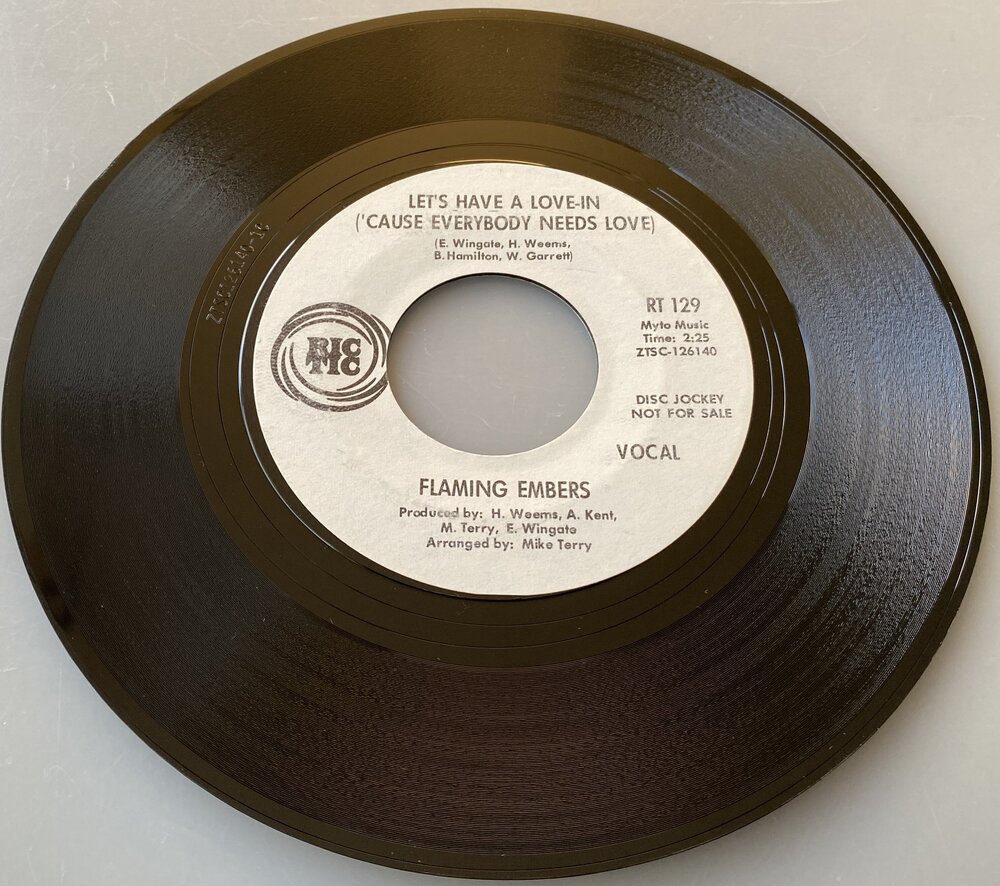 LET'S HAVE A LOVE-IN
('CAUSE EVERYBODY NEEDS LOVE)
(E. Wingate, H. Weems,
B. Hamilton, W. Garrett)
RIC
TIC
RT 129
Myto Music
Time: 2:25
ZTSC-126140
DISC JOCKEY
NOT FOR SALE
VOCAL
FLAMING EMBERS
Produced by: H. Weems, A. Kent,
M. Terry, E. Wingate
Arranged by: Mike Terry